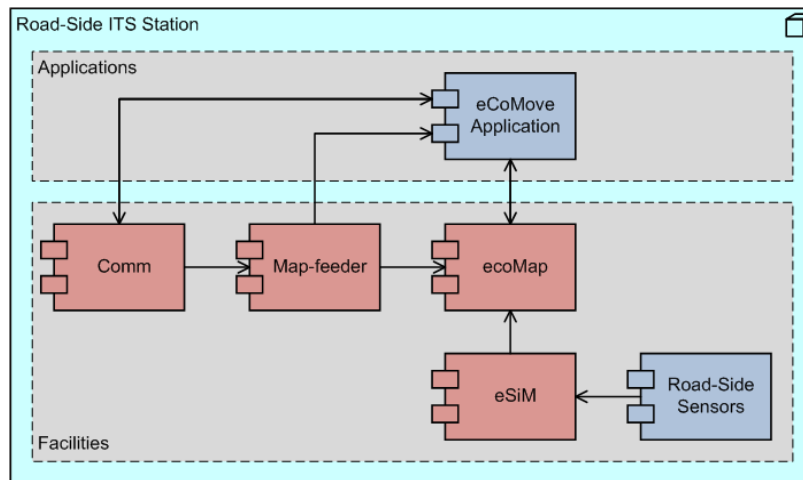 Road-Side ITS Station
Applications
eCoMove
Application
Comm
Map-feeder
ecoMap
eSiM
Road-Side
Sensors
Facilities